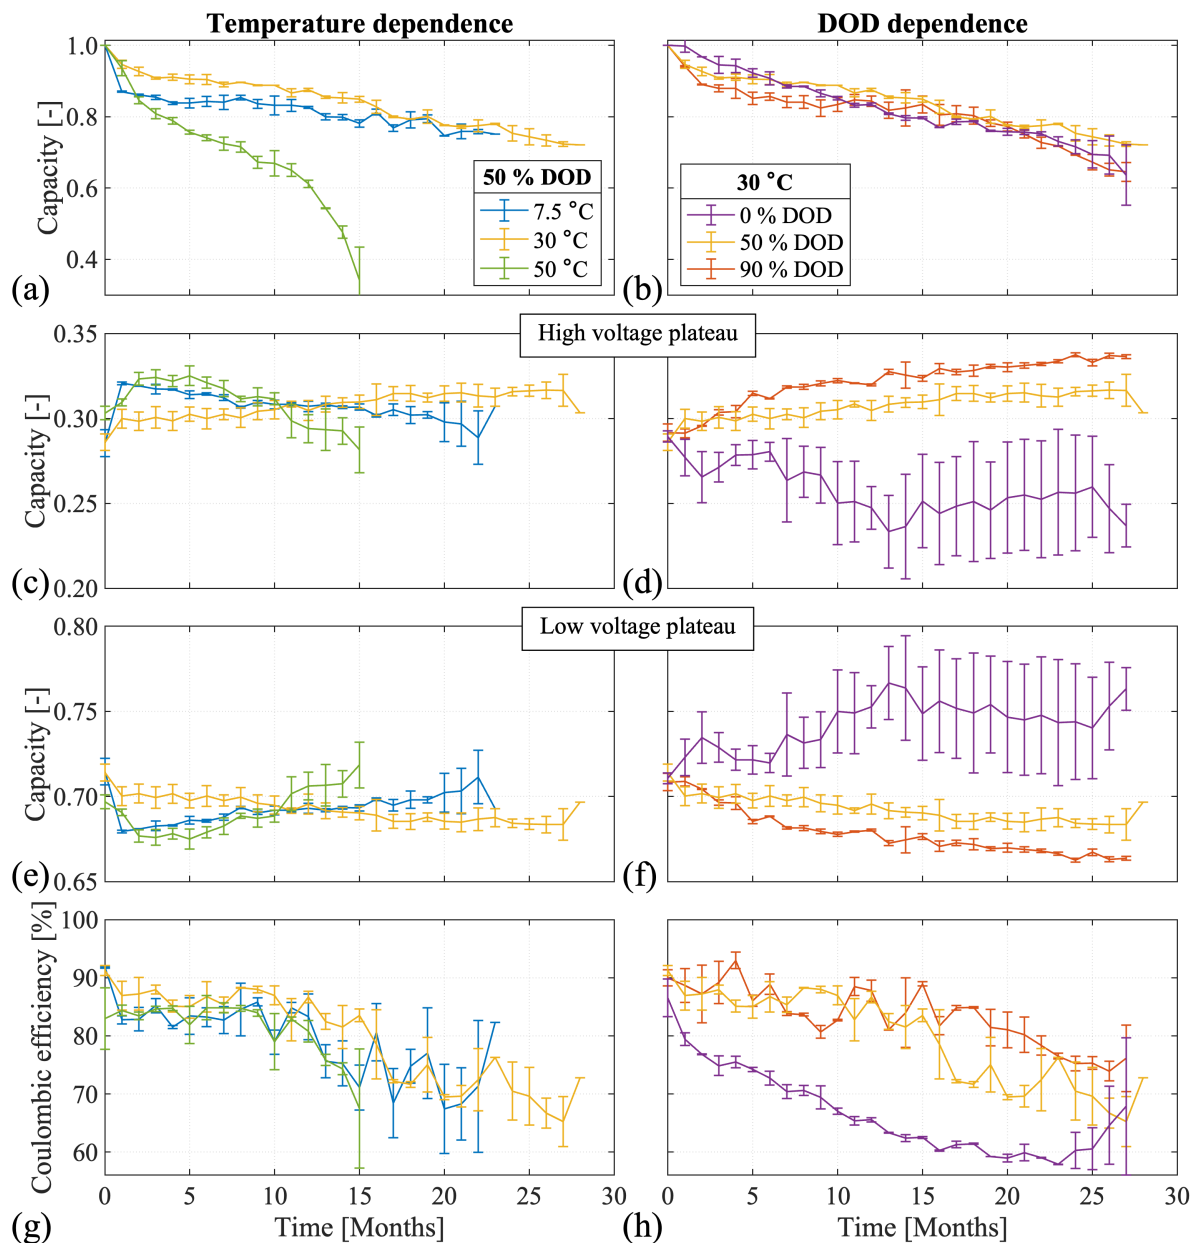 Temperature dependence
DOD dependence
1.0
0.8
0.6
0.4
Capacity [-]
(a)
50 % DOD
7.5 °C
30 °C
50 °C
(b)
30 °C
0 % DOD
50 % DOD
90 % DOD
High voltage plateau
0.35
0.30
0.25
0.20
Capacity [-]
(c)
(d)
Low voltage plateau
0.80
0.75
0.70
0.65
Capacity [-]
(e)
(f)
100
90
80
70
60
Coulombic efficiency [%]
0 5 10 15 20 25 30
Time [Months]
(g)
0 5 10 15 20 25 30
Time [Months]
(h)